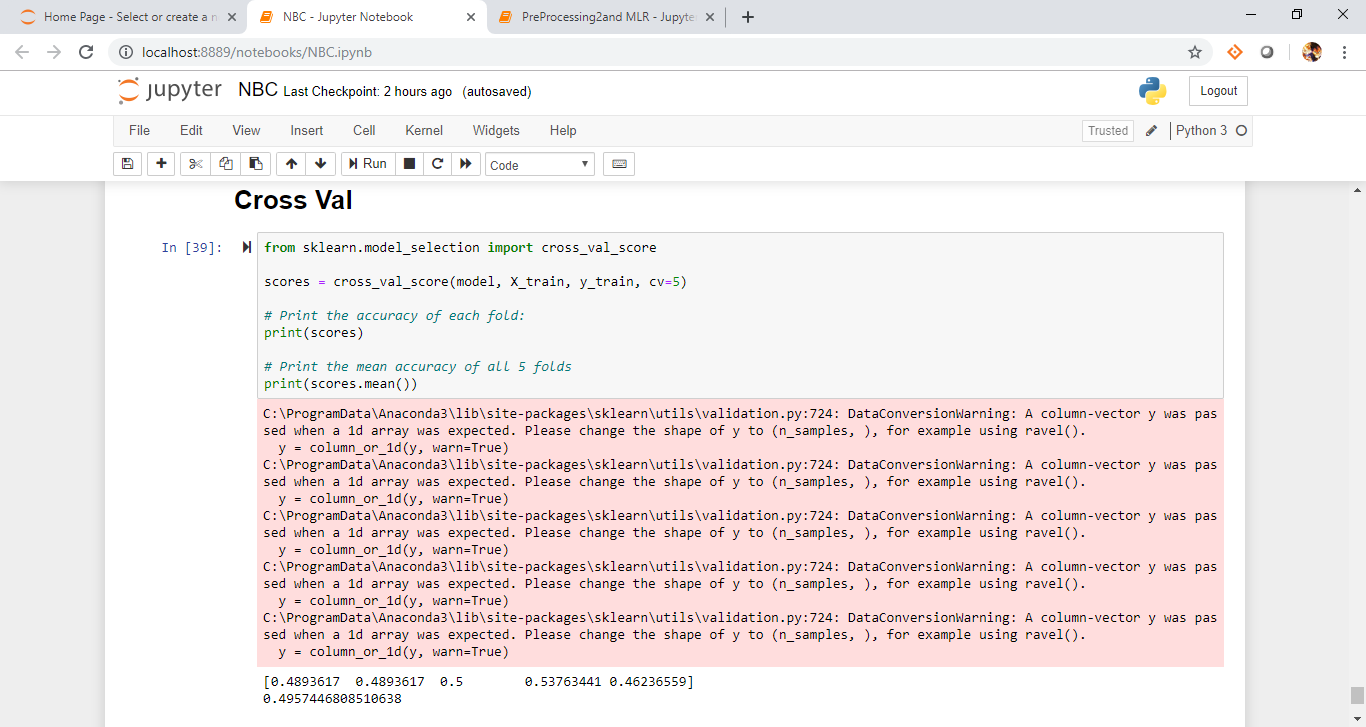 Home Page - Select or create a n
NBC - Jupyter Notebook
PreProcessing2and MLR - Jupyte
localhost:8889/notebooks/NBC.ipynb
jupyter NBC Last Checkpoint: 2 hours ago (autosaved)
Logout
File Edit View Insert Cell Kernel Widgets Help
Trusted Python 3
Run Code
Cross Val
In [39]:
from sklearn.model_selection import cross_val_score
scores = cross_val_score(model, X_train, y_train, cv=5)
# Print the accuracy of each fold:
print(scores)
# Print the mean accuracy of all 5 folds
print(scores.mean())
C:\ProgramData\Anaconda3\lib\site-packages\sklearn\utils\validation.py:724: DataConversionWarning: A column-vector y was pas
sed when a 1d array was expected. Please change the shape of y to (n_samples, ), for example using ravel().
  y = column_or_1d(y, warn=True)
C:\ProgramData\Anaconda3\lib\site-packages\sklearn\utils\validation.py:724: DataConversionWarning: A column-vector y was pas
sed when a 1d array was expected. Please change the shape of y to (n_samples, ), for example using ravel().
  y = column_or_1d(y, warn=True)
C:\ProgramData\Anaconda3\lib\site-packages\sklearn\utils\validation.py:724: DataConversionWarning: A column-vector y was pas
sed when a 1d array was expected. Please change the shape of y to (n_samples, ), for example using ravel().
  y = column_or_1d(y, warn=True)
C:\ProgramData\Anaconda3\lib\site-packages\sklearn\utils\validation.py:724: DataConversionWarning: A column-vector y was pas
sed when a 1d array was expected. Please change the shape of y to (n_samples, ), for example using ravel().
  y = column_or_1d(y, warn=True)
C:\ProgramData\Anaconda3\lib\site-packages\sklearn\utils\validation.py:724: DataConversionWarning: A column-vector y was pas
sed when a 1d array was expected. Please change the shape of y to (n_samples, ), for example using ravel().
  y = column_or_1d(y, warn=True)
[0.4893617  0.4893617  0.5        0.53763441 0.46236559]
0.4957446808510638